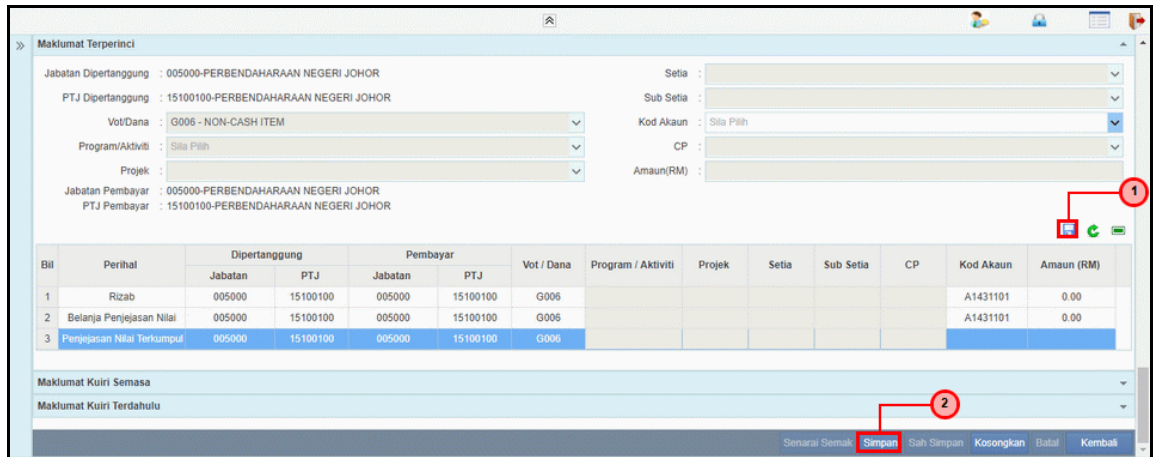 Maklumat Terperinci
Jabatan Dipertanggung : 005000-PERBENDAHARAAN NEGERI JOHOR Setia :
PTJ Dipertanggung : 15100100-PERBENDAHARAAN NEGERI JOHOR Sub Setia :
Vot/Dana : G006 - NON-CASH ITEM Kod Akaun : Sila Pilih
Program/Aktiviti : Sila Pilih CP :
Projek : Amaun(RM) :
Jabatan Pembayar : 005000-PERBENDAHARAAN NEGERI JOHOR
PTJ Pembayar : 15100100-PERBENDAHARAAN NEGERI JOHOR
1
Bil Perihal Dipertanggung Pembayar Vot / Dana Program / Aktiviti Projek Setia Sub Setia CP Kod Akaun Amaun (RM)
Jabatan PTJ Jabatan PTJ
1 Rizab 005000 15100100 005000 15100100 G006 A1431101 0.00
2 Belanja Penjejasan Nilai 005000 15100100 005000 15100100 G006 A1431101 0.00
3 Penjejasan Nilai Terkumpul 005000 15100100 005000 15100100 G006
Maklumat Kuiri Semasa
Maklumat Kuiri Terdahulu
2
Senarai Semak Simpan Sah Simpan Kosongkan Batal Kembali